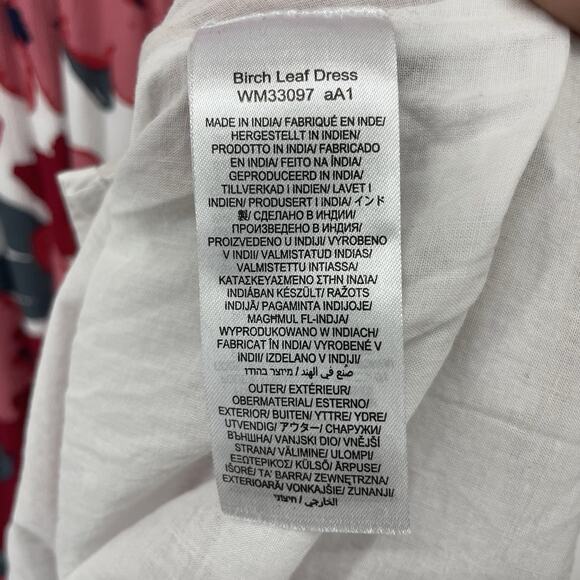 Birch Leaf Dress
WM33097 aA1
MADE IN INDIA/ FABRIQUÉ EN INDE/
HERGESTELLT IN INDIEN/
PRODOTTO IN INDIA/ FABRICADO
EN INDIA/ FEITO NA ÍNDIA/
GEPRODUCEERD IN INDIA/
TILLVERKAD I INDIEN/ LAVET I
INDIEN/ PRODUSERT I INDIA/ インド
製/ СДЕЛАНО В ИНДИИ/
ПРОИЗВЕДЕНО В ИНДИЯ/
PROIZVEDENO U INDIJI/ VYROBENO
V INDII/ VALMISTATUD INDIAS/
VALMISTETTU INTIASSA/
ΚΑΤΑΣΚΕΥΑΣΜΕΝΟ ΣΤΗΝ ΙΝΔΙΑ/
INDIÁBAN KÉSZÜLT/ RAŽOTS
INDIJĀ/ PAGAMINTA INDIJOJE/
MAGĦMUL FL-INDJA/
WYPRODUKOWANO W INDIACH/
FABRICAT ÎN INDIA/ VYROBENÉ V
INDII/ IZDELANO V INDIJI/
صُنع في الهند / מיוצר בהודו
OUTER/ EXTÉRIEUR/
OBERMATERIAL/ ESTERNO/
EXTERIOR/ BUITEN/ YTTRE/ YDRE/
UTVENDIG/ アウター/ СНАРУЖИ/
ВЪНШНА/ VANJSKI DIO/ VNĚJŠÍ
STRANA/ VÄLIMINE/ ULOMPI/
ΕΞΩΤΕΡΙΚΟΣ/ KÜLSŐ/ ĀRPUSE/
IŠORĖ/ TA' BARRA/ ZEWNĘTRZNA/
EXTERIOARĂ/ VONKAJŠIE/ ZUNANJI/
الخارجي / חיצוני